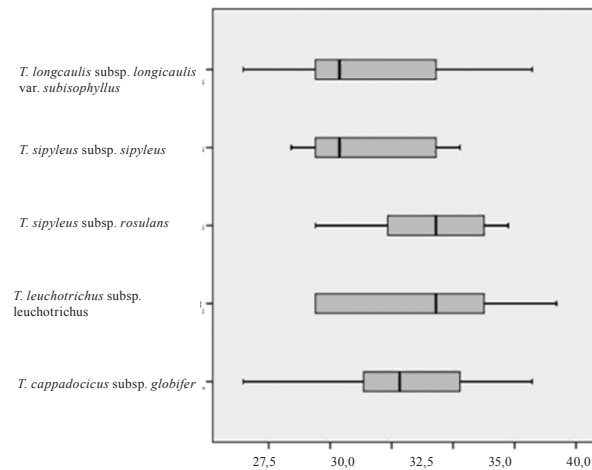 T. longcaulis subsp. longicaulis
var. subisophyllus
T. sipyleus subsp. sipyleus
T. sipyleus subsp. rosulans
T. leuchotrichus subsp.
leuchotrichus
T. cappadocicus subsp. globifer
27,5 30,0 32,5 35,0 40,0